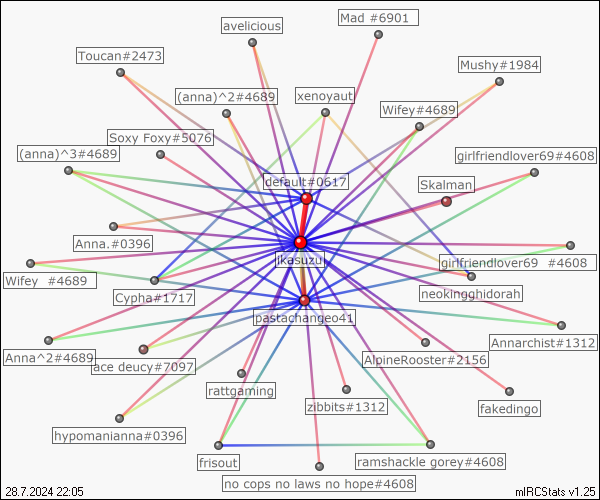 Mad #6901
avelicious
Toucan#2473
Mushy#1984
(anna)^2#4689
xenoyaut
Wifey#4689
Soxy Foxy#5076
(anna)^3#4689
girlfriendlover69#4608
default#0617
Skalman
Anna.#0396
ikasuzu
girlfriendlover69 #4608
Wifey #4689
Cypha#1717
neokingghidorah
pastachange041
Annarchist#1312
Anna^2#4689
ace deucy#7097
AlpineRooster#2156
rattgaming
zibbits#1312
fakedingo
hypomanianna#0396
frisout
ramshackle gorey#4608
no cops no laws no hope#4608
28.7.2024 22:05
mIRCStats v1.25